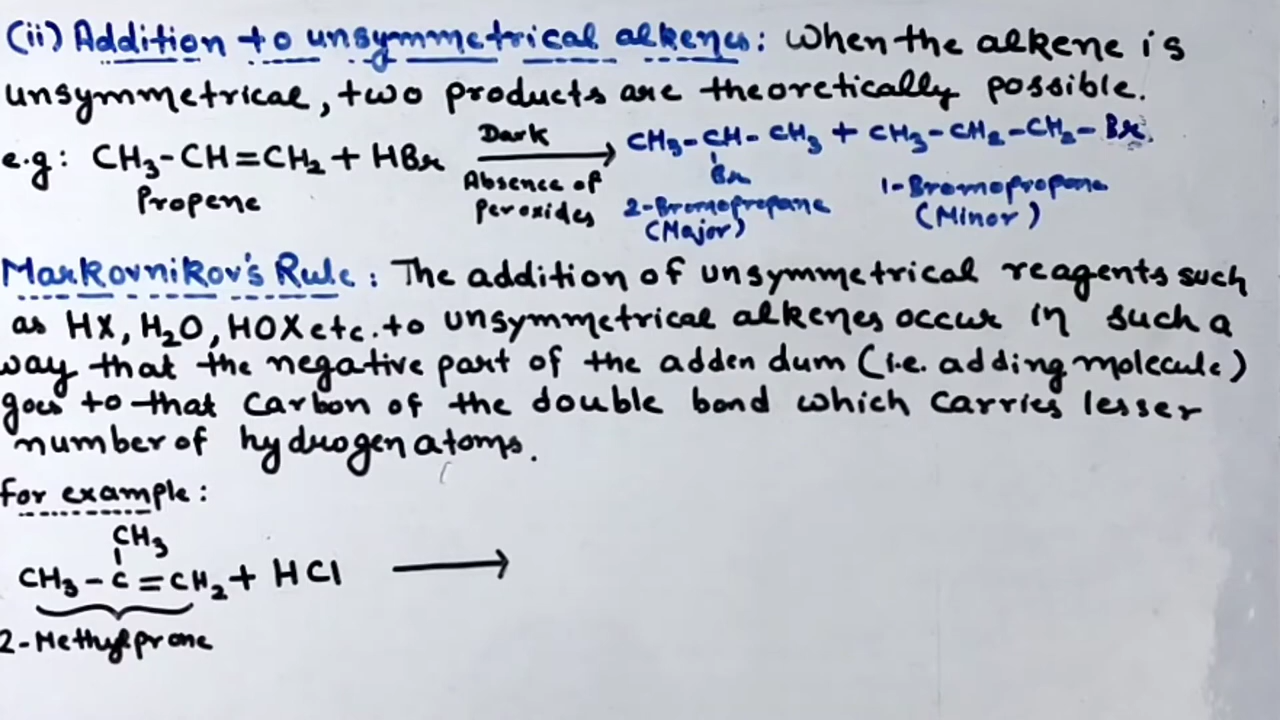 (ii) Addition to unsymmetrical alkenes: When the alkene is
unsymmetrical, two products are theoretically possible.
e.g: CH3-CH=CH2 + HBr Dark Absence of Peroxides CH3-CH-CH3 + CH3-CH2-CH2-Br
Br
Propene 2-Bromopropane (Major) 1-Bromopropane (Minor)
Markovnikov's Rule: The addition of unsymmetrical reagents such
as HX, H2O, HOX etc. to unsymmetrical alkenes occur in such a
way that the negative part of the addendum (i.e. adding molecule)
goes to that carbon of the double bond which carries lesser
number of hydrogen atoms.
for example:
CH3
CH3-C=CH2 + HCl
2-Methylprone